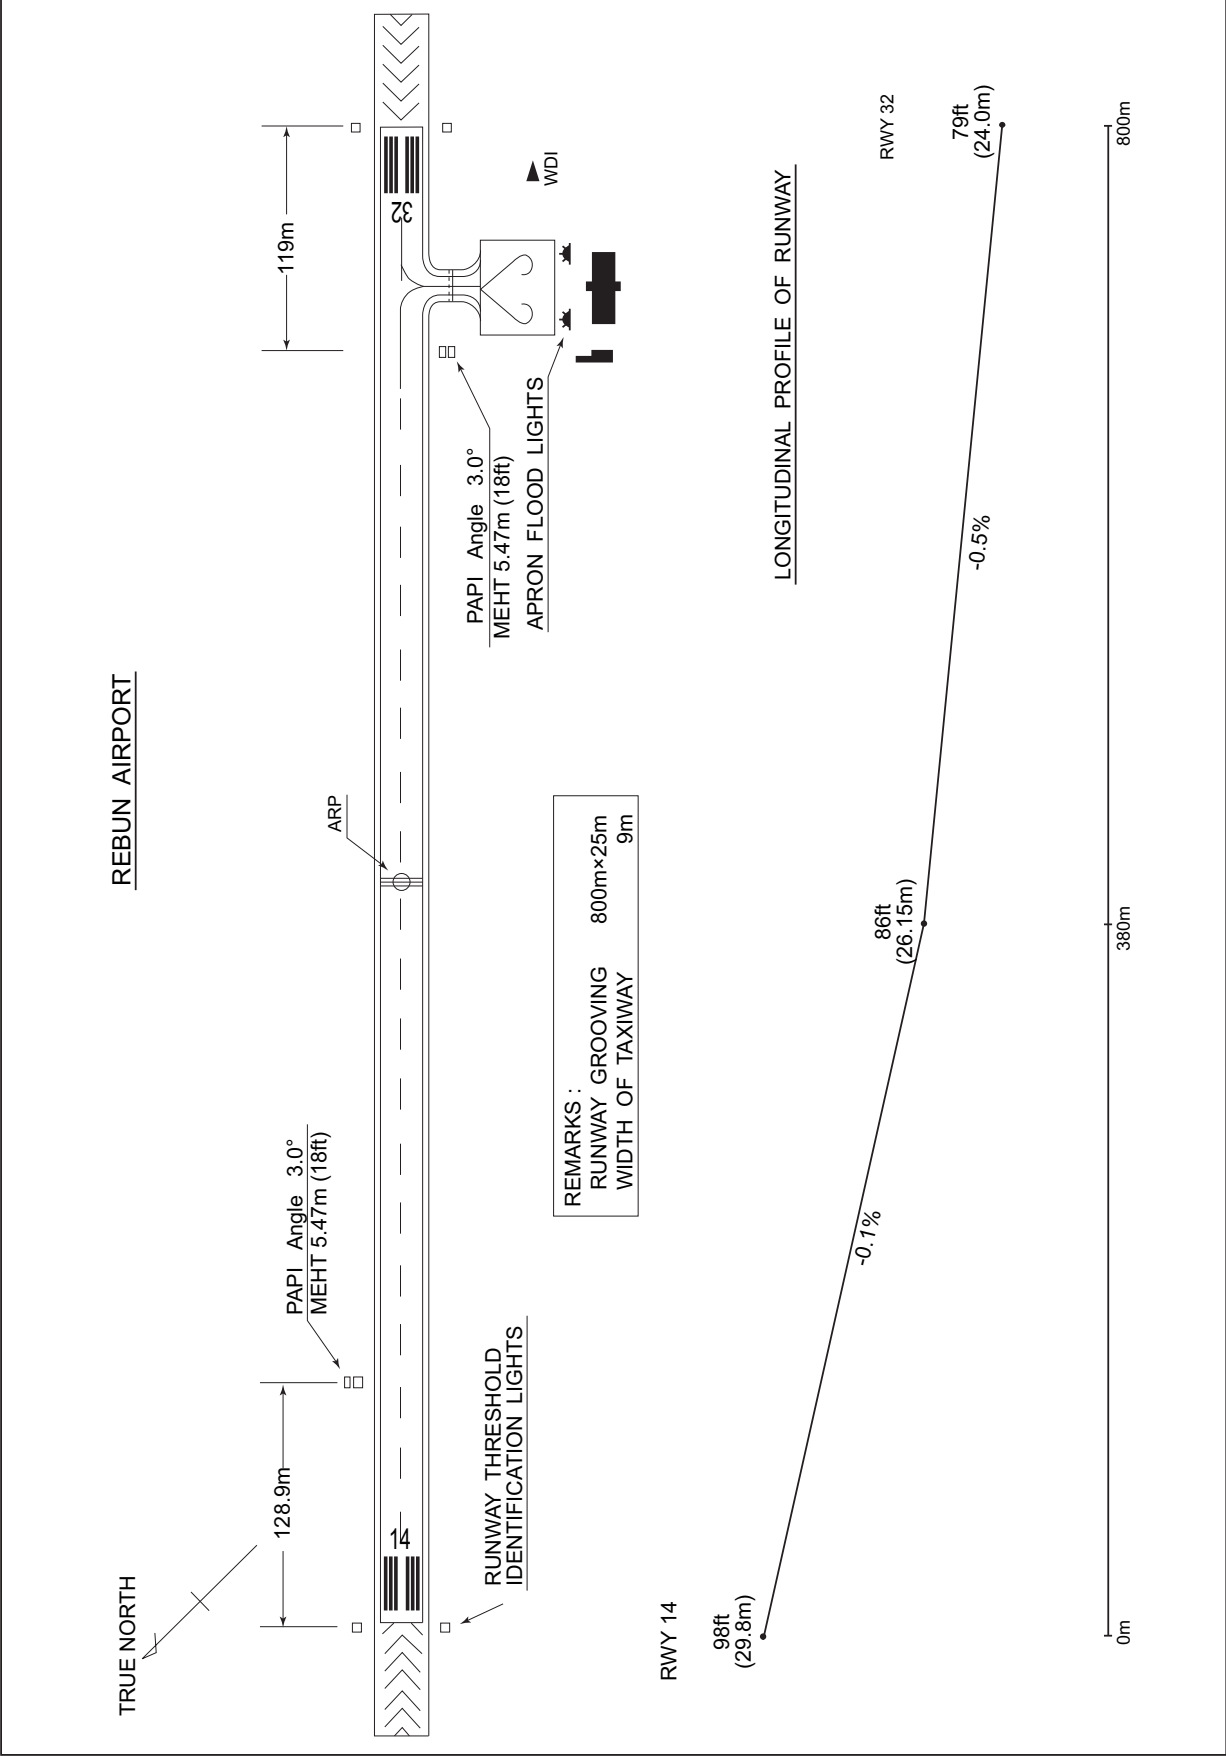 REBUN AIRPORT
TRUE NORTH
128.9m
PAPI Angle 3.0°
MEHT 5.47m (18ft)
ARP
119m
14
32
RUNWAY THRESHOLD
IDENTIFICATION LIGHTS
PAPI Angle 3.0°
MEHT 5.47m (18ft)
APRON FLOOD LIGHTS
WDI
REMARKS :
RUNWAY GROOVING 800m×25m
WIDTH OF TAXIWAY 9m
LONGITUDINAL PROFILE OF RUNWAY
RWY 14
98ft
(29.8m)
-0.1%
86ft
(26.15m)
-0.5%
RWY 32
79ft
(24.0m)
0m
380m
800m